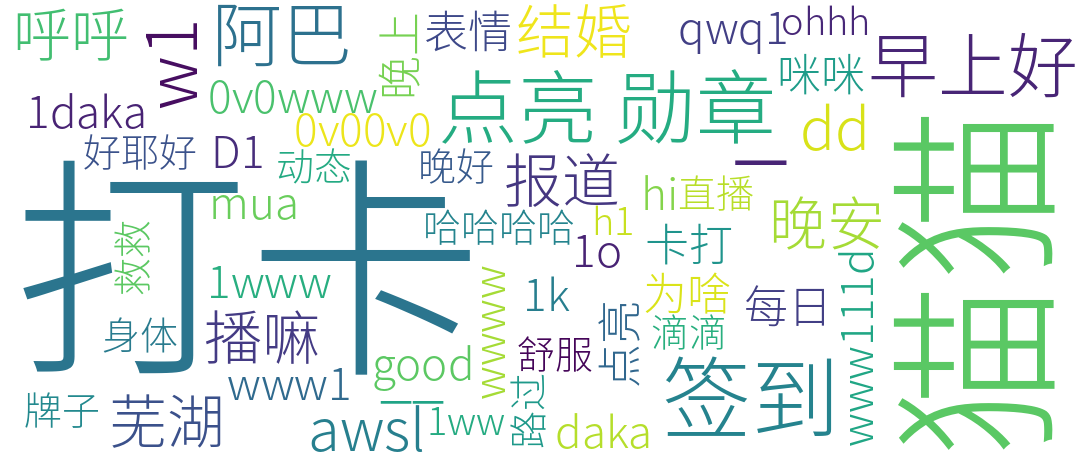 呼呼
w1
阿巴
晚上
表情
结婚
qwq1
ohhh
早上好
咪咪
1daka
0v0www
0v00v0
点亮
勋章
dd
好耶好
D1
动态
晚好
报道
一
猫猫
打卡
mua
hi
直播
晚安
救救
哈哈哈哈
h1
1o
卡打
1www
wwww
1k
为啥
每日
www111d
身体
播嘛
点亮
滴滴
good
舒服
签到
www1
牌子
芜湖
awsl
1ww
路过
daka